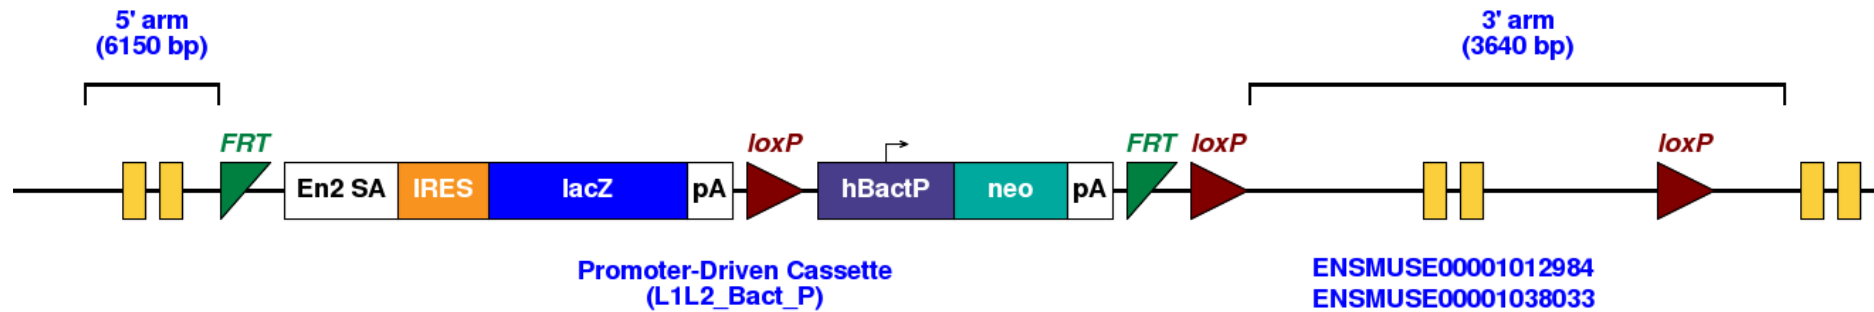 5' arm
(6150 bp)
3' arm
(3640 bp)
FRT
loxP
FRT
loxP
loxP
En2 SA
IRES
lacZ
pA
hBactP
neo
pA
Promoter-Driven Cassette
(L1L2_Bact_P)
ENSMUSE00001012984
ENSMUSE00001038033